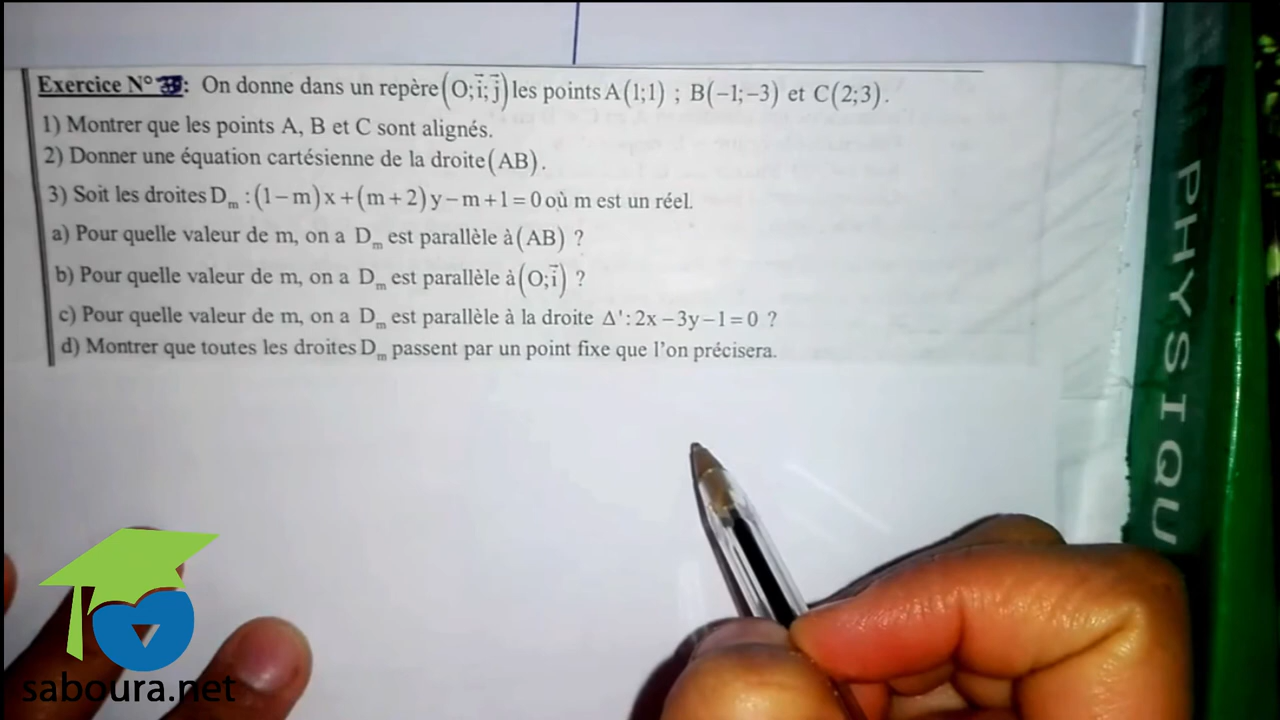 Exercice N° : On donne dans un repère (O;i⃗;j⃗) les points A(1;1) ; B(−1;−3) et C(2;3).
1) Montrer que les points A, B et C sont alignés.
2) Donner une équation cartésienne de la droite (AB).
3) Soit les droites Dₘ : (1−m)x+(m+2)y−m+1=0 où m est un réel.
a) Pour quelle valeur de m, on a Dₘ est parallèle à (AB) ?
b) Pour quelle valeur de m, on a Dₘ est parallèle à (O;i⃗) ?
c) Pour quelle valeur de m, on a Dₘ est parallèle à la droite Δ':2x−3y−1=0 ?
d) Montrer que toutes les droites Dₘ passent par un point fixe que l'on précisera.
PHYSIQU
saboura.net